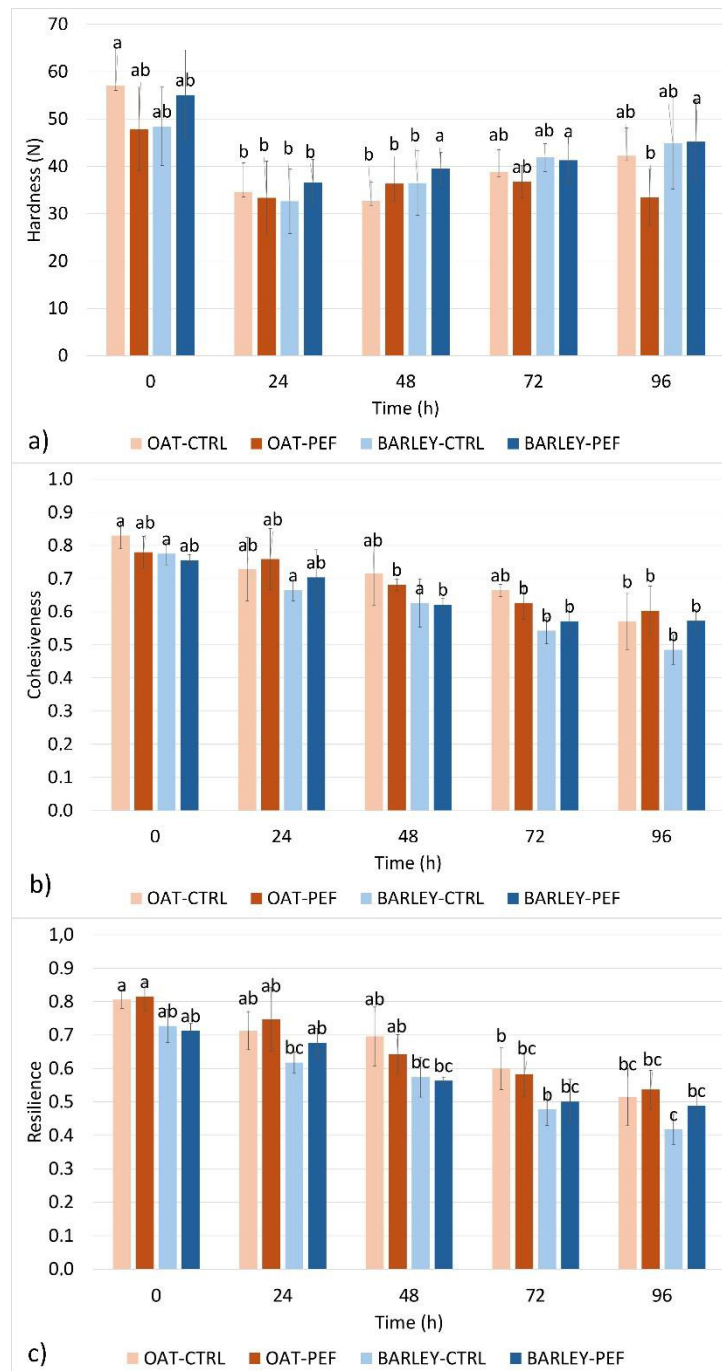 70
60
50
40
30
20
10
0
Hardness (N)
a ab ab ab
b b b b
b b b a
ab ab ab a
ab b ab a
0 24 48 72 96
Time (h)
a)
OAT-CTRL OAT-PEF BARLEY-CTRL BARLEY-PEF
1.0
0.9
0.8
0.7
0.6
0.5
0.4
0.3
0.2
0.1
0.0
Cohesiveness
a ab a ab
ab ab a ab
ab b a b
ab b b b
b b b b
0 24 48 72 96
Time (h)
b)
OAT-CTRL OAT-PEF BARLEY-CTRL BARLEY-PEF
1,0
0.9
0.8
0.7
0.6
0.5
0.4
0.3
0.2
0.1
0.0
Resilience
a a ab ab
ab ab bc ab
ab ab bc bc
b bc b bc
bc bc c bc
0 24 48 72 96
Time (h)
c)
OAT-CTRL OAT-PEF BARLEY-CTRL BARLEY-PEF